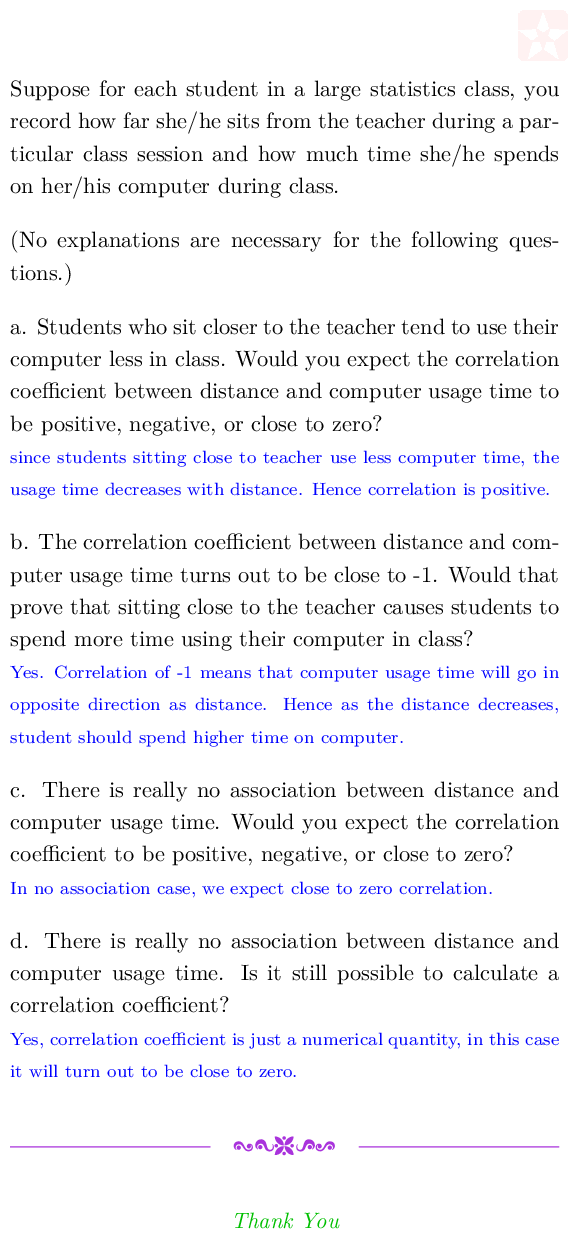 Suppose for each student in a large statistics class, you
record how far she/he sits from the teacher during a par-
ticular class session and how much time she/he spends
on her/his computer during class.
(No explanations are necessary for the following ques-
tions.)
a. Students who sit closer to the teacher tend to use their
computer less in class. Would you expect the correlation
coefficient between distance and computer usage time to
be positive, negative, or close to zero?
since students sitting close to teacher use less computer time, the
usage time decreases with distance. Hence correlation is positive.
b. The correlation coefficient between distance and com-
puter usage time turns out to be close to -1. Would that
prove that sitting close to the teacher causes students to
spend more time using their computer in class?
Yes. Correlation of -1 means that computer usage time will go in
opposite direction as distance. Hence as the distance decreases,
student should spend higher time on computer.
c. There is really no association between distance and
computer usage time. Would you expect the correlation
coefficient to be positive, negative, or close to zero?
In no association case, we expect close to zero correlation.
d. There is really no association between distance and
computer usage time. Is it still possible to calculate a
correlation coefficient?
Yes, correlation coefficient is just a numerical quantity, in this case
it will turn out to be close to zero.
Thank You